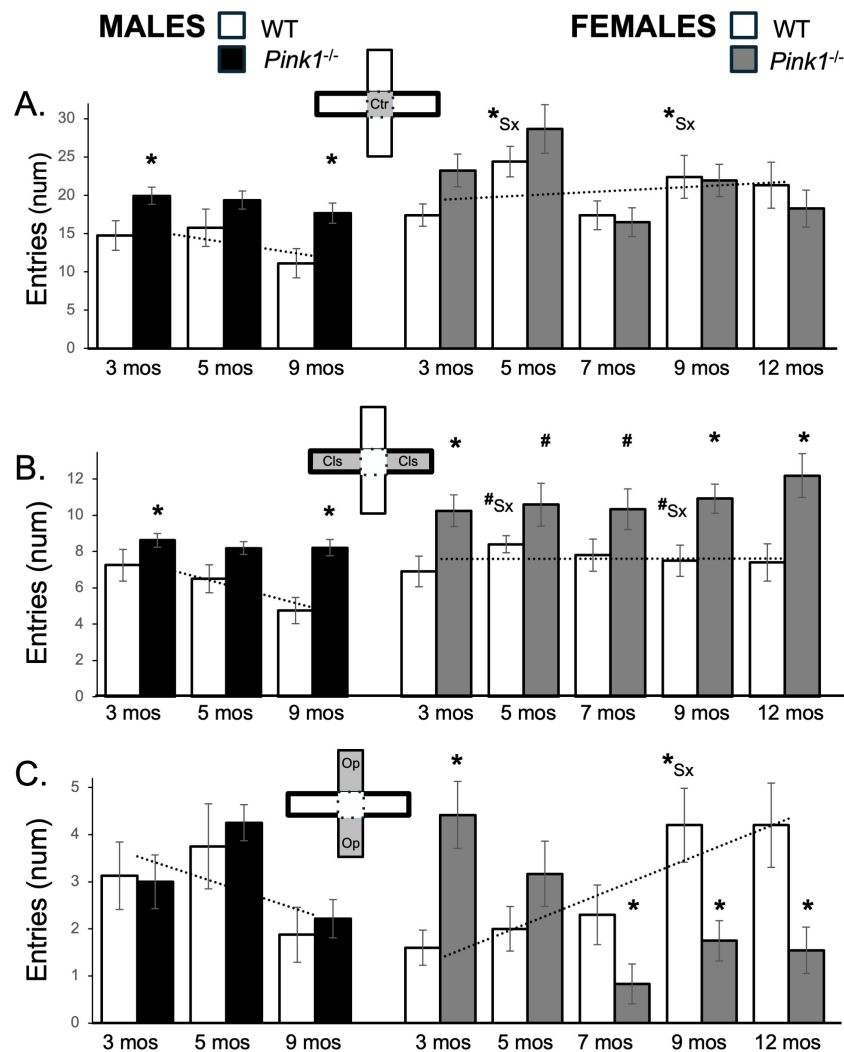 MALES WT
Pink1-/-
FEMALES WT
Pink1-/-
A.
Ctr
Entries (num)
30
25
20
15
10
5
0
* * *Sx *Sx
3 mos 5 mos 9 mos 3 mos 5 mos 7 mos 9 mos 12 mos
B.
Cls Cls
Entries (num)
12
10
8
6
4
2
0
* * * #Sx # # #Sx * *
3 mos 5 mos 9 mos 3 mos 5 mos 7 mos 9 mos 12 mos
C.
Op
Op
Entries (num)
5
4
3
2
1
0
* * *Sx * *
3 mos 5 mos 9 mos 3 mos 5 mos 7 mos 9 mos 12 mos